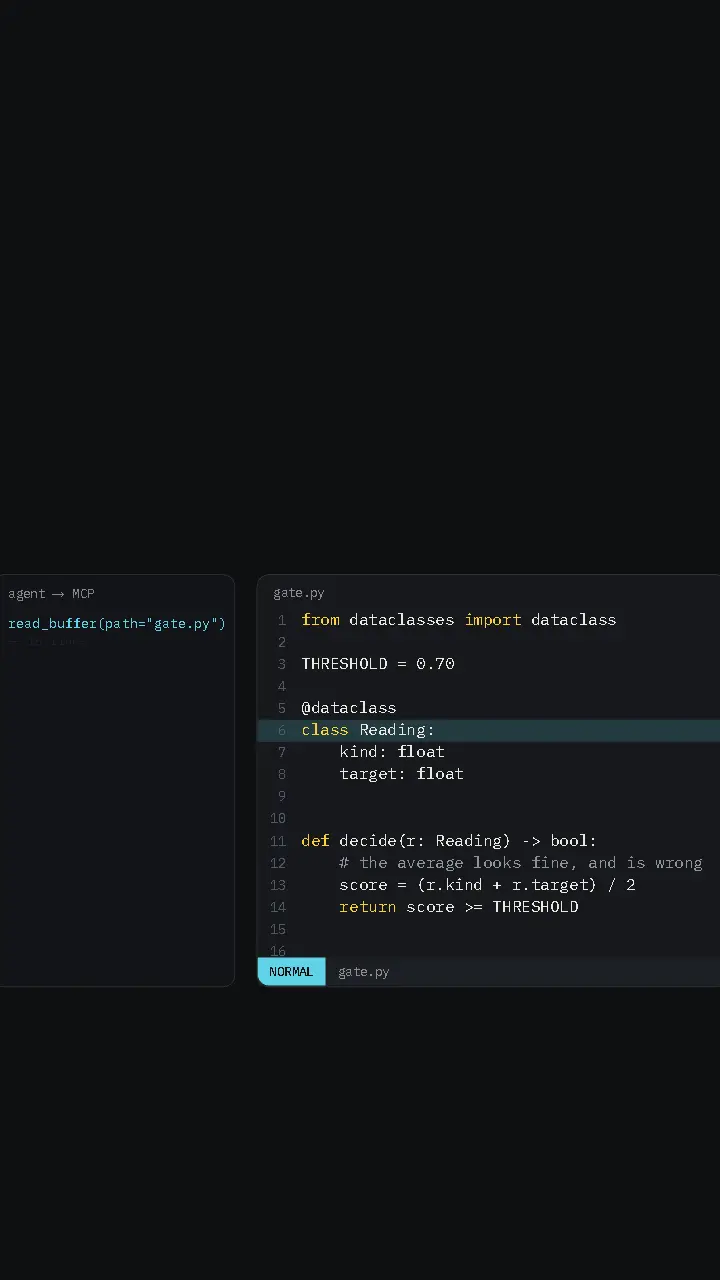 agent → MCP
read_buffer(path="gate.py")
gate.py
1 from dataclasses import dataclass
2
3 THRESHOLD = 0.70
4
5 @dataclass
6 class Reading:
7     kind: float
8     target: float
9
10
11 def decide(r: Reading) -> bool:
12     # the average looks fine, and is wrong
13     score = (r.kind + r.target) / 2
14     return score >= THRESHOLD
15
16
NORMAL gate.py